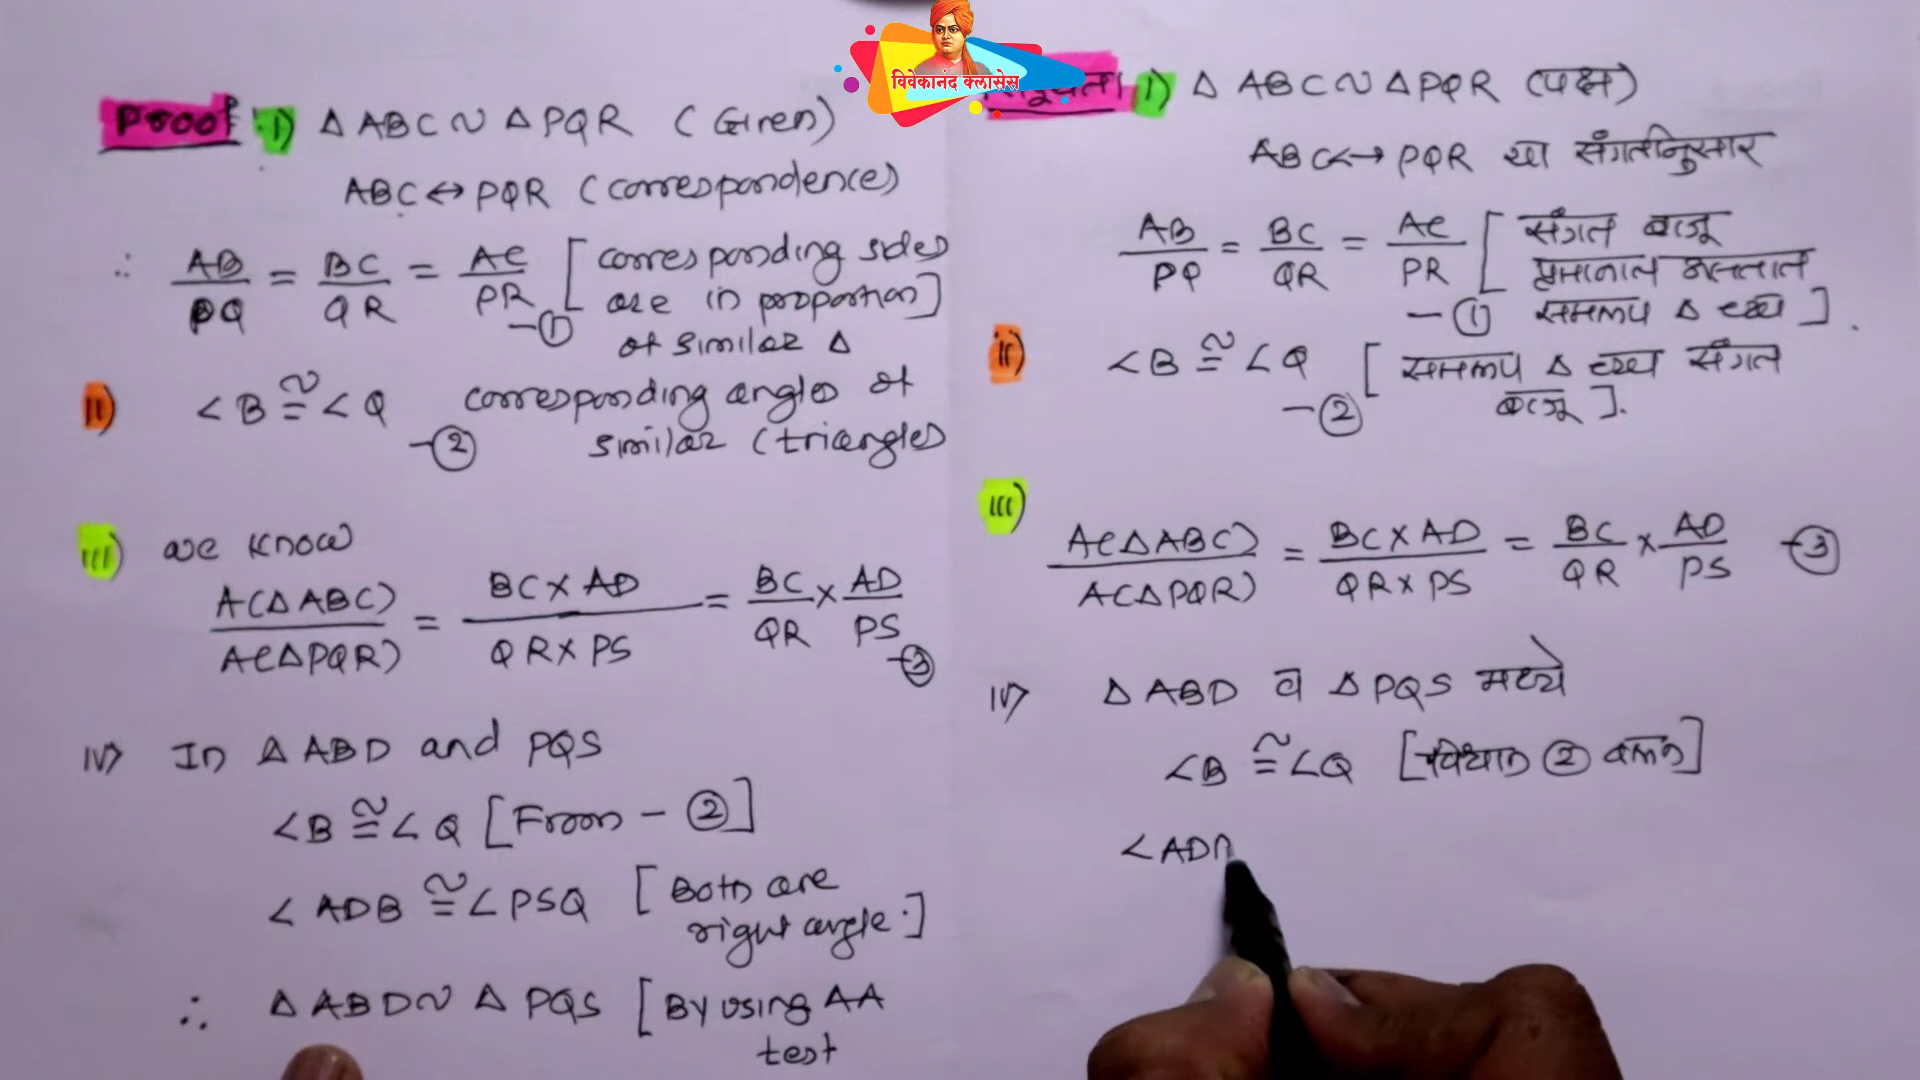 विवेकानंद क्लासेस
Proof i) Δ ABC ~ Δ PQR (Given)
ABC ↔ PQR (correspondence)
∴ AB/PQ = BC/QR = AC/PR [corresponding sides
are in proportion]
— ① of similar Δ
ii) ∠B ≅ ∠Q corresponding angles of
— ② similar (triangles
iii) we know
A(ΔABC)/A(ΔPQR) = BC×AD/QR×PS = BC/QR × AD/PS
— ③
iv) In Δ ABD and PQS
∠B ≅ ∠Q [From — ②]
∠ADB ≅ ∠PSQ [Both are
right angle.]
∴ Δ ABD ~ Δ PQS [By using AA
test
i) Δ ABC ~ Δ PQR (पक्ष)
ABC ↔ PQR या संगतीनुसार
AB/PQ = BC/QR = AC/PR [संगत बाजू
प्रमाणात असतात
— ① समरूप Δ च्या].
ii) ∠B ≅ ∠Q [समरूप Δ च्या संगत
— ② बाजू].
iii) A(ΔABC)/A(ΔPQR) = BC×AD/QR×PS = BC/QR × AD/PS — ③
iv) Δ ABD व Δ PQS मध्ये
∠B ≅ ∠Q [विधान ② वरून]
∠AD